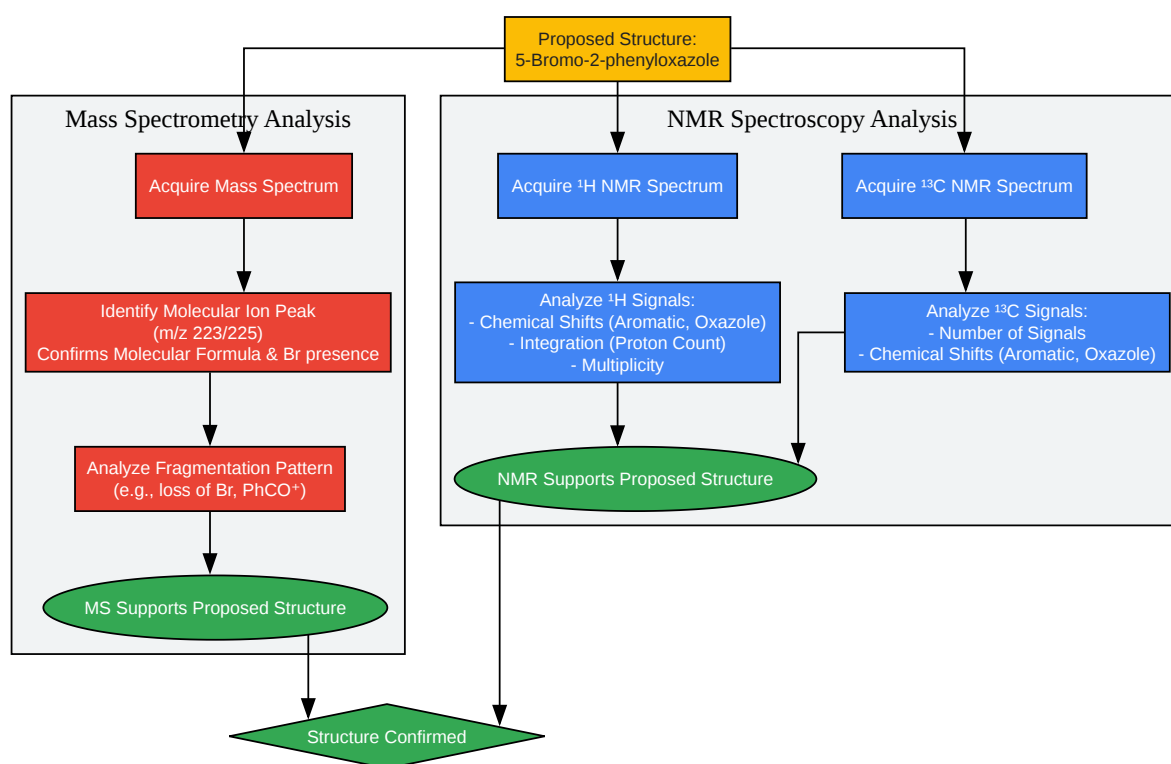 Proposed Structure:
5-Bromo-2-phenyloxazole
Mass Spectrometry Analysis
NMR Spectroscopy Analysis
Acquire Mass Spectrum
Acquire ¹H NMR Spectrum
Acquire ¹³C NMR Spectrum
Identify Molecular Ion Peak
(m/z 223/225)
Confirms Molecular Formula & Br presence
Analyze ¹H Signals:
- Chemical Shifts (Aromatic, Oxazole)
- Integration (Proton Count)
- Multiplicity
Analyze ¹³C Signals:
- Number of Signals
- Chemical Shifts (Aromatic, Oxazole)
Analyze Fragmentation Pattern
(e.g., loss of Br, PhCO⁺)
NMR Supports Proposed Structure
MS Supports Proposed Structure
Structure Confirmed